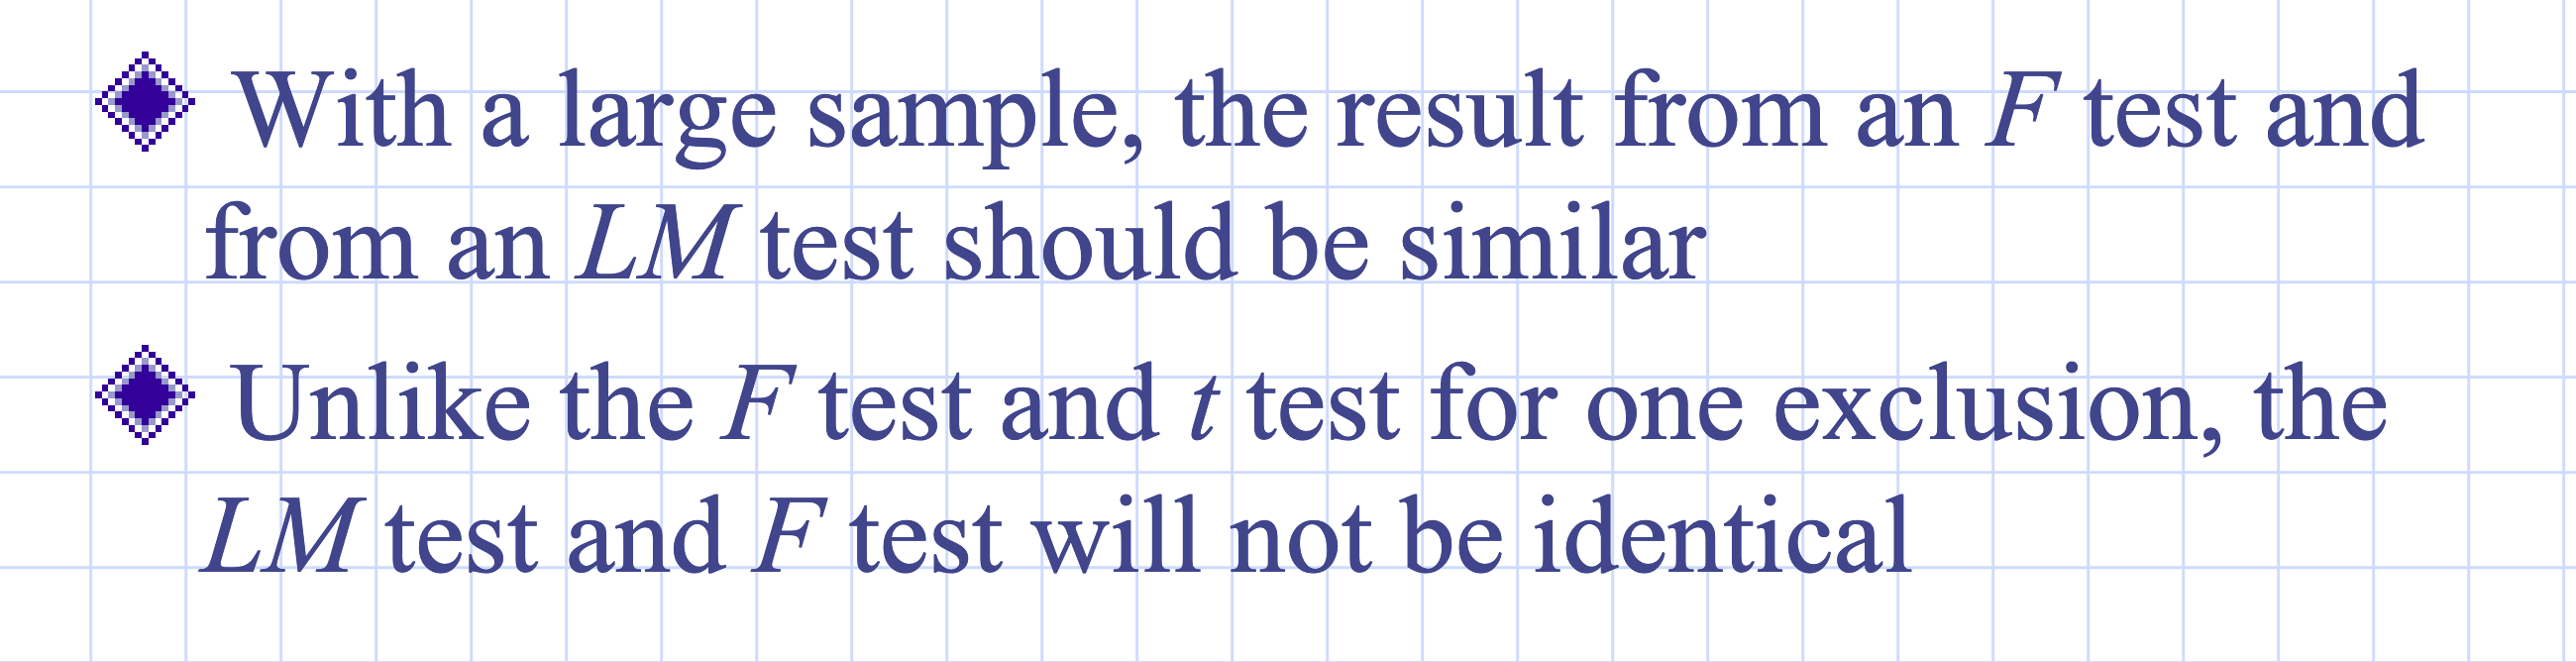 With a large sample, the result from an F test and
from an LM test should be similar
Unlike the F test and t test for one exclusion, the
LM test and F test will not be identical